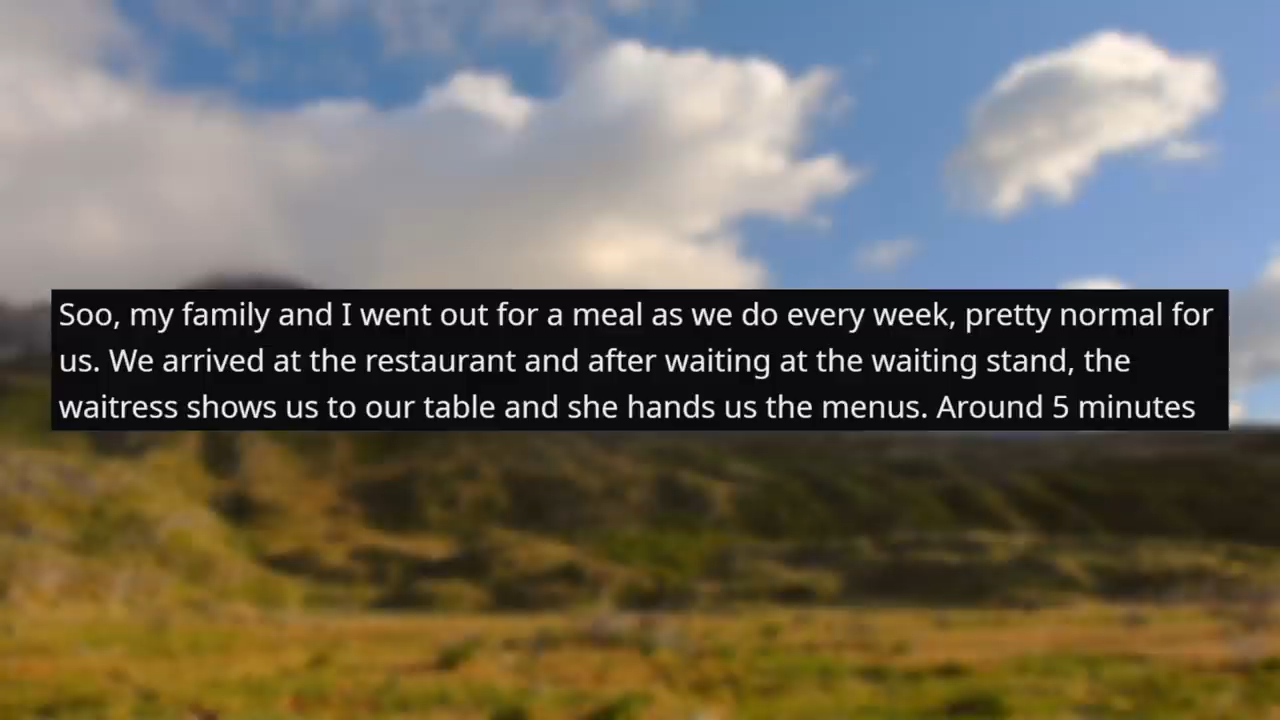 Soo, my family and I went out for a meal as we do every week, pretty normal for
us. We arrived at the restaurant and after waiting at the waiting stand, the
waitress shows us to our table and she hands us the menus. Around 5 minutes